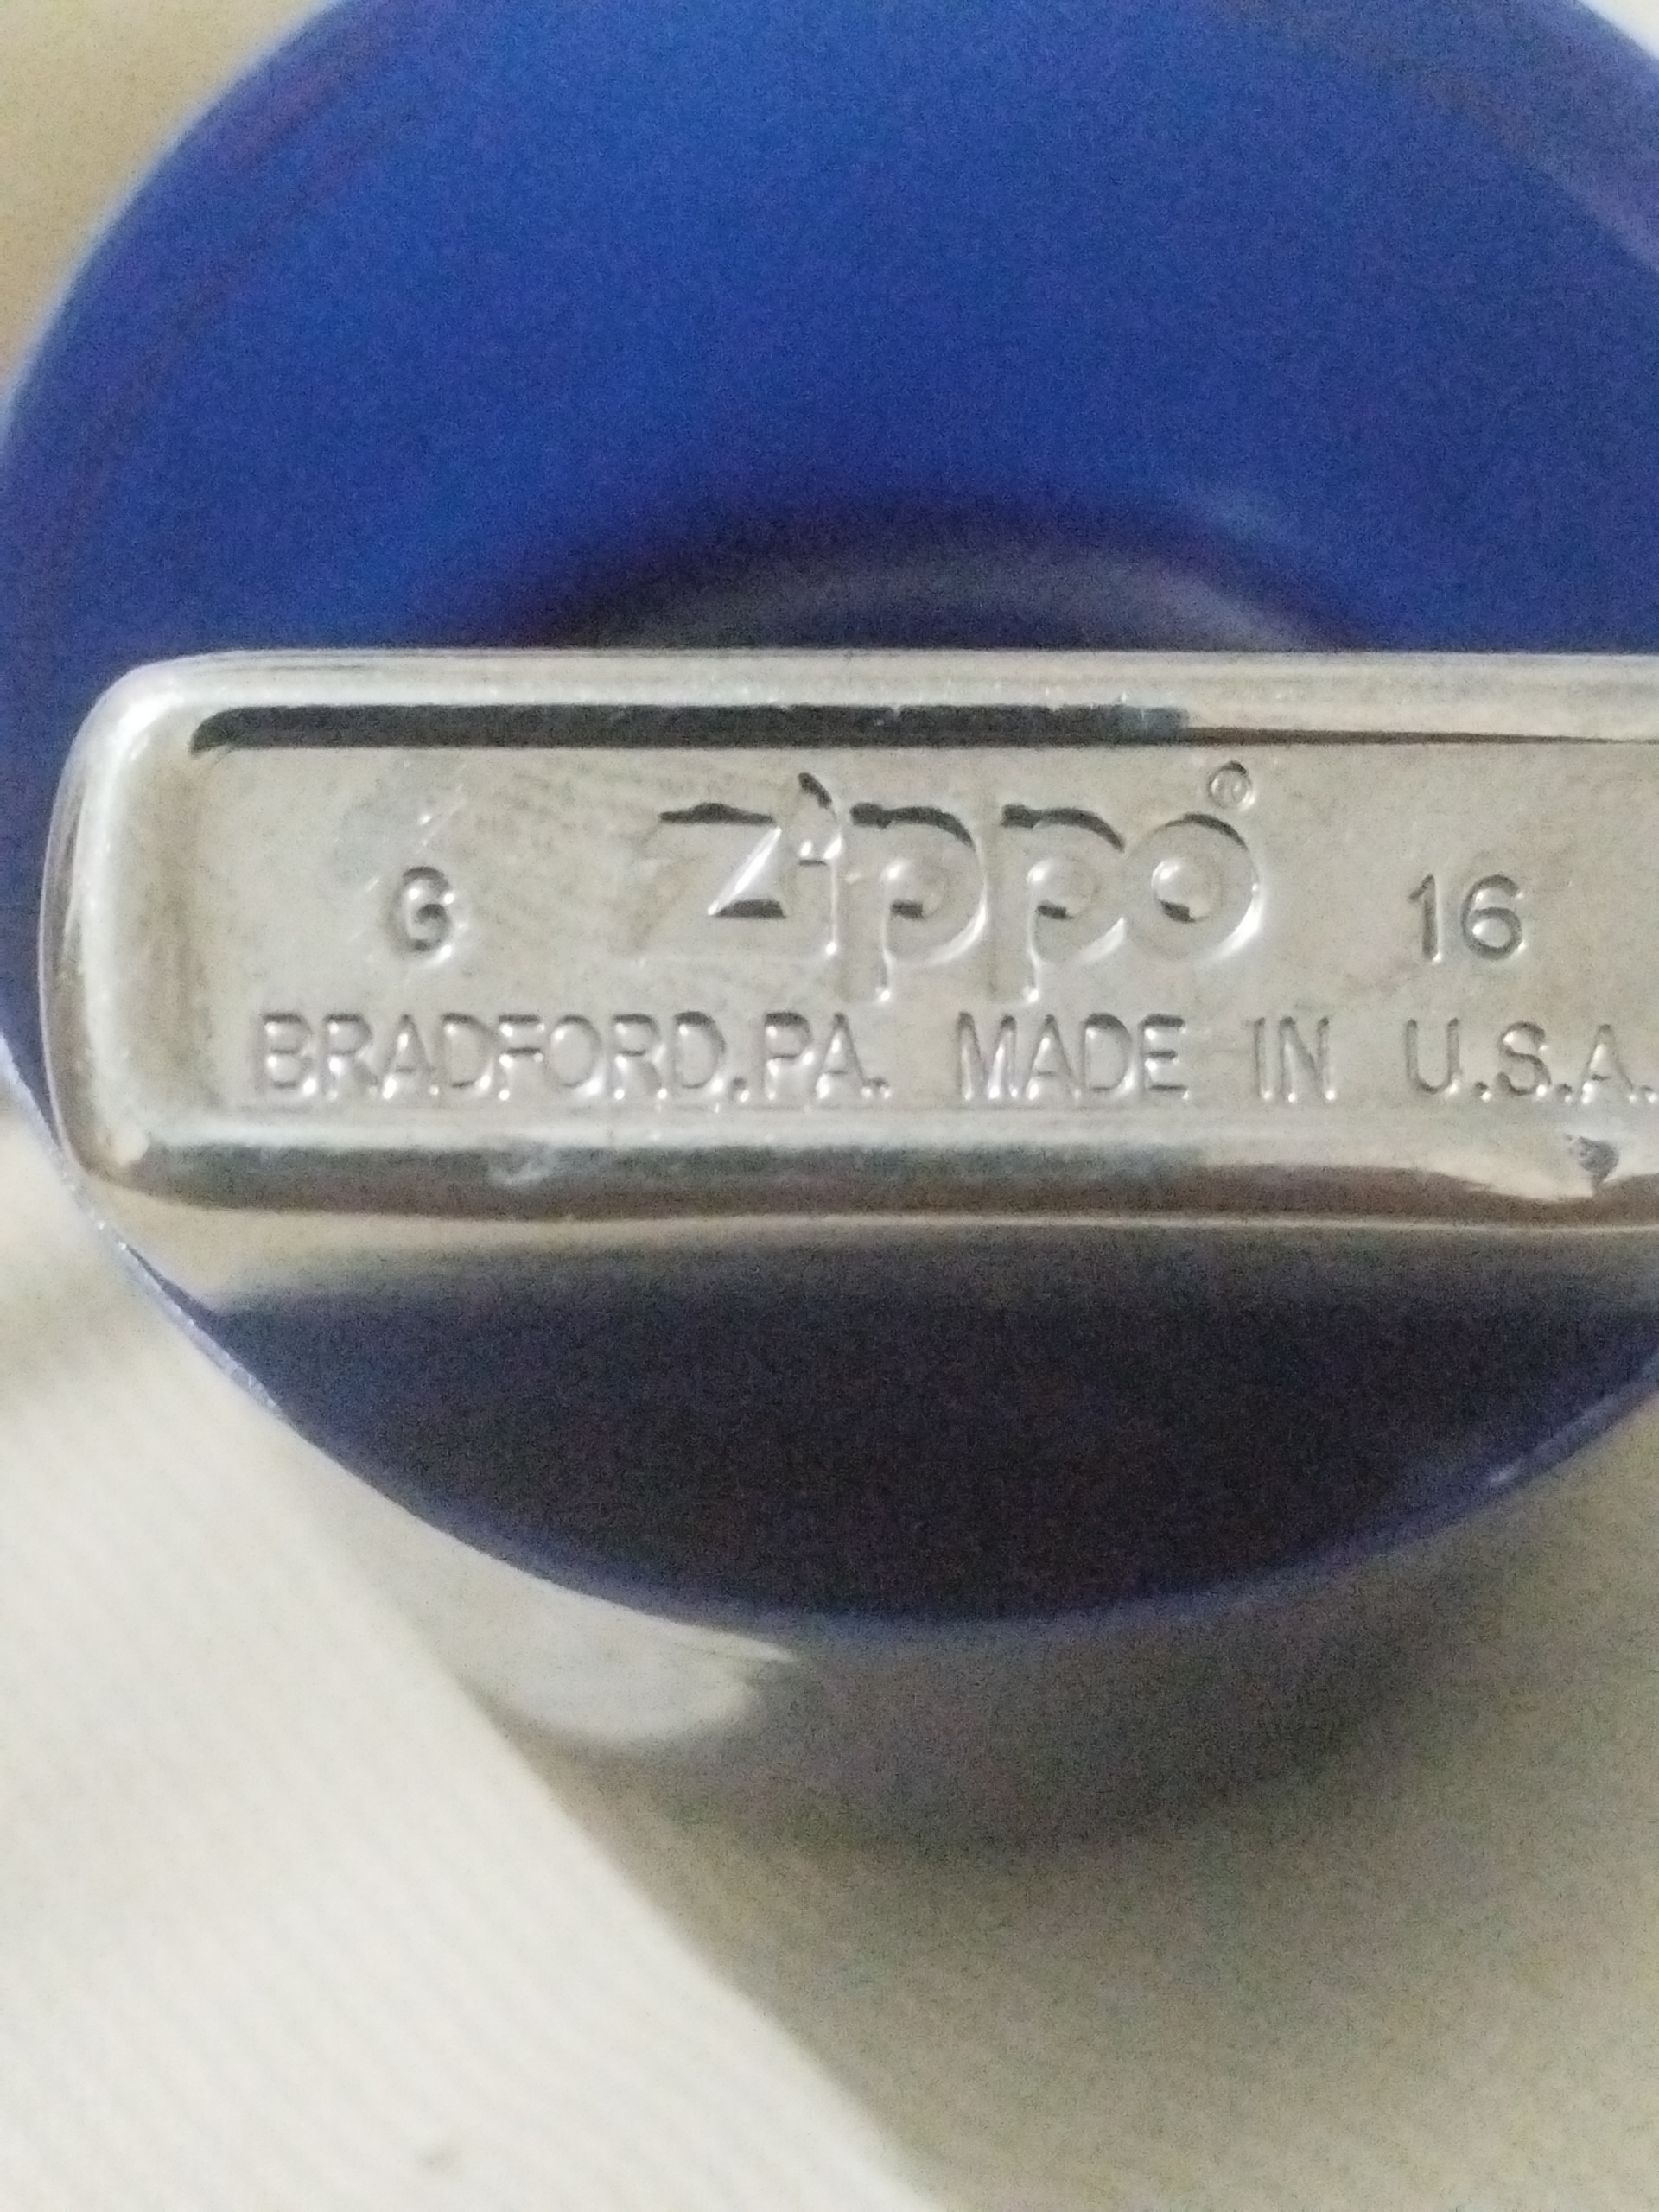 G zippo® 16
BRADFORD.PA. MADE IN U.S.A.